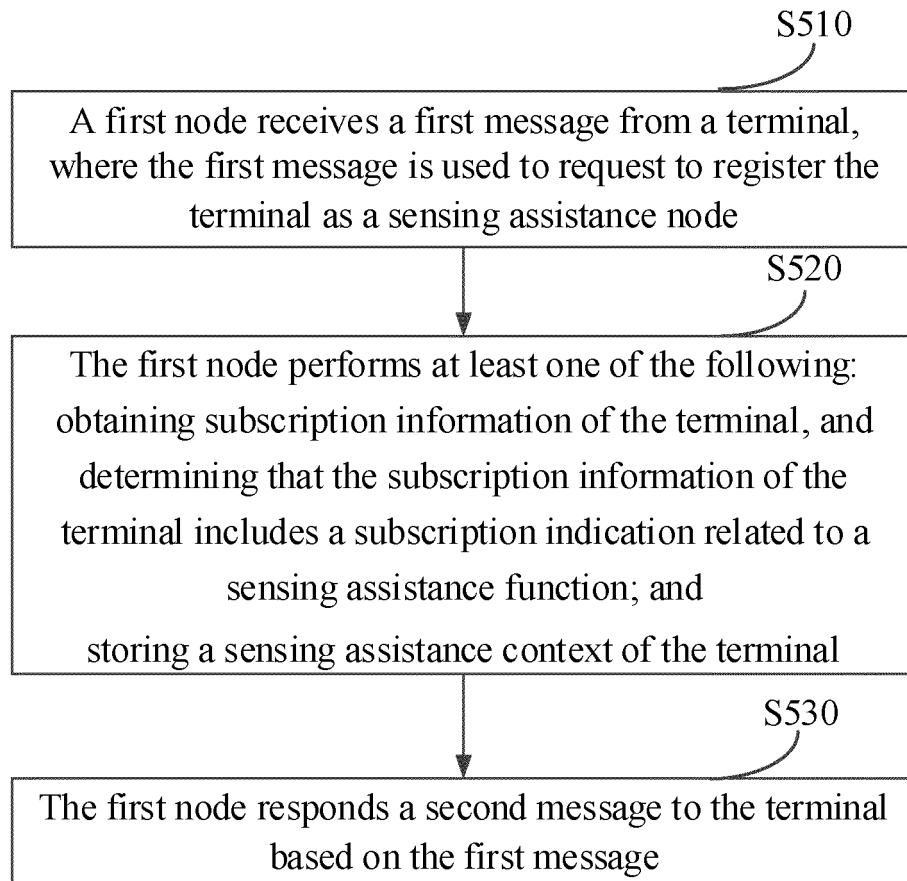 S510
A first node receives a first message from a terminal,
where the first message is used to request to register the
terminal as a sensing assistance node
S520
The first node performs at least one of the following:
obtaining subscription information of the terminal, and
determining that the subscription information of the
terminal includes a subscription indication related to a
sensing assistance function; and
storing a sensing assistance context of the terminal
S530
The first node responds a second message to the terminal
based on the first message